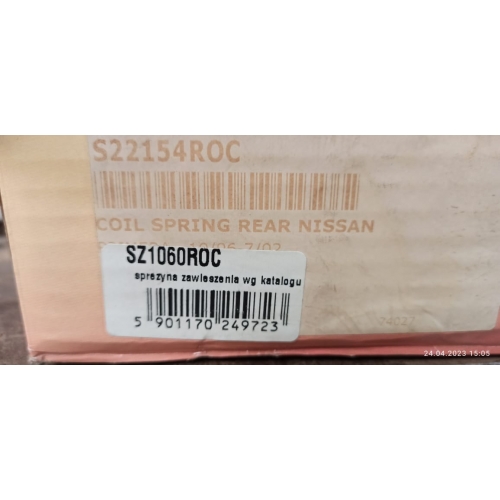 S22154ROC
COIL SPRING REAR NISSAN
SZ1060ROC
sprezyna zawieszenia wg katalogu
5 901170 249723
24.04.2023 15:05